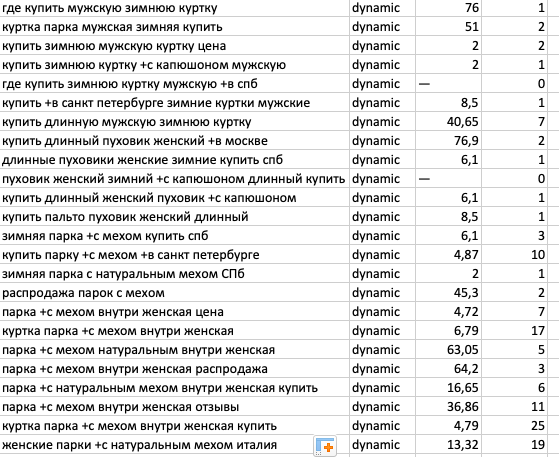 где купить мужскую зимнюю куртку dynamic 76 1
куртка парка мужская зимняя купить dynamic 51 2
купить зимнюю мужскую куртку цена dynamic 2 2
купить зимнюю куртку +с капюшоном мужскую dynamic 2 1
где купить зимнюю куртку мужскую +в спб dynamic — 0
купить +в санкт петербурге зимние куртки мужские dynamic 8,5 1
купить длинную мужскую зимнюю куртку dynamic 40,65 7
купить длинный пуховик женский +в москве dynamic 76,9 2
длинные пуховики женские зимние купить спб dynamic 6,1 1
пуховик женский зимний +с капюшоном длинный купить dynamic — 0
купить длинный женский пуховик +с капюшоном dynamic 6,1 1
купить пальто пуховик женский длинный dynamic 8,5 1
зимняя парка +с мехом купить спб dynamic 6,1 3
купить парку +с мехом +в санкт петербурге dynamic 4,87 10
зимняя парка с натуральным мехом СПб dynamic 2 1
распродажа парок с мехом dynamic 45,3 2
парка +с мехом внутри женская цена dynamic 4,72 7
куртка парка +с мехом внутри женская dynamic 6,79 17
парка +с мехом натуральным внутри женская dynamic 63,05 5
парка +с мехом внутри женская распродажа dynamic 64,2 3
парка +с натуральным мехом внутри женская купить dynamic 16,65 6
парка +с мехом внутри женская отзывы dynamic 36,86 11
куртка парка +с мехом внутри женская купить dynamic 4,79 25
женские парки +с натуральным мехом италия dynamic 13,32 19